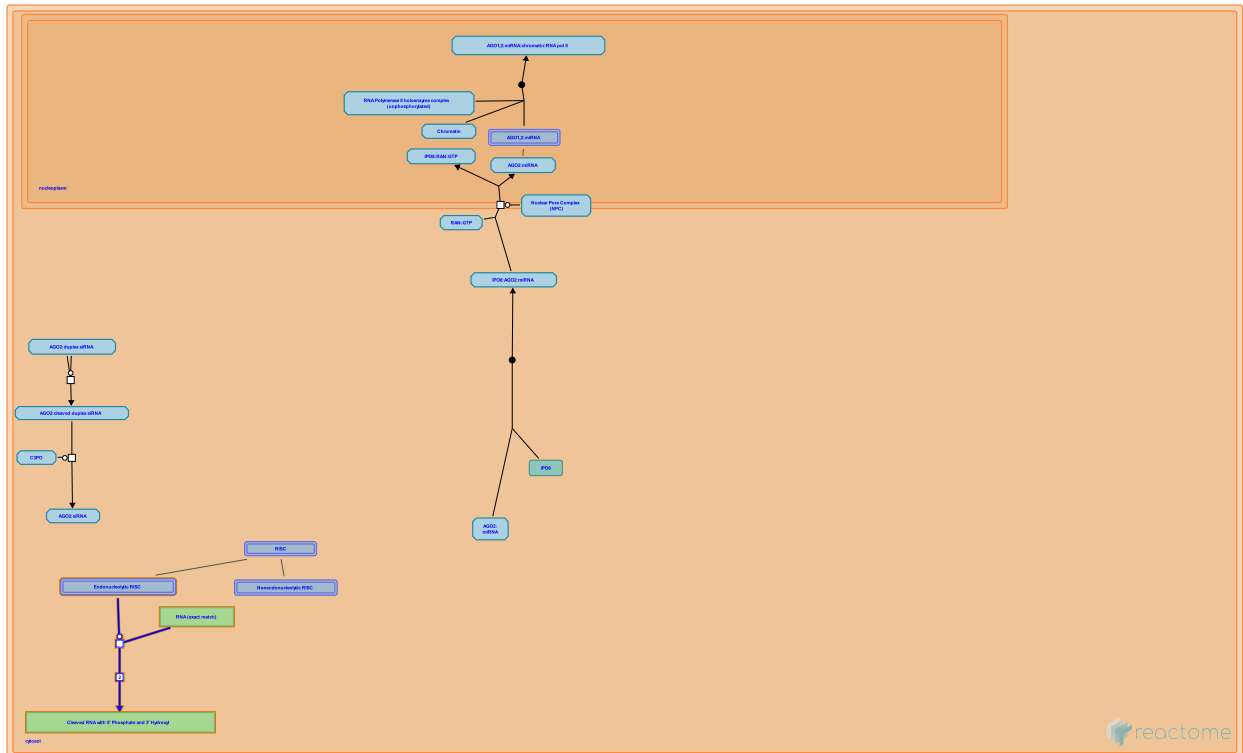 AGO1,2:miRNA:chromatin:RNA pol II
RNA Polymerase II holoenzyme complex
(unphosphorylated)
Chromatin
AGO1,2:miRNA
IPO8:RAN:GTP
AGO2:miRNA
nucleoplasm
Nuclear Pore Complex
(NPC)
RAN:GTP
IPO8:AGO2:miRNA
AGO2:duplex siRNA
AGO2:cleaved duplex siRNA
C3PO
IPO8
AGO2:siRNA
AGO2:
miRNA
RISC
Endonucleolytic RISC
Nonendonucleolytic RISC
RNA (exact match)
2
Cleaved RNA with 5' Phosphate and 3' Hydroxyl
cytosol
reactome